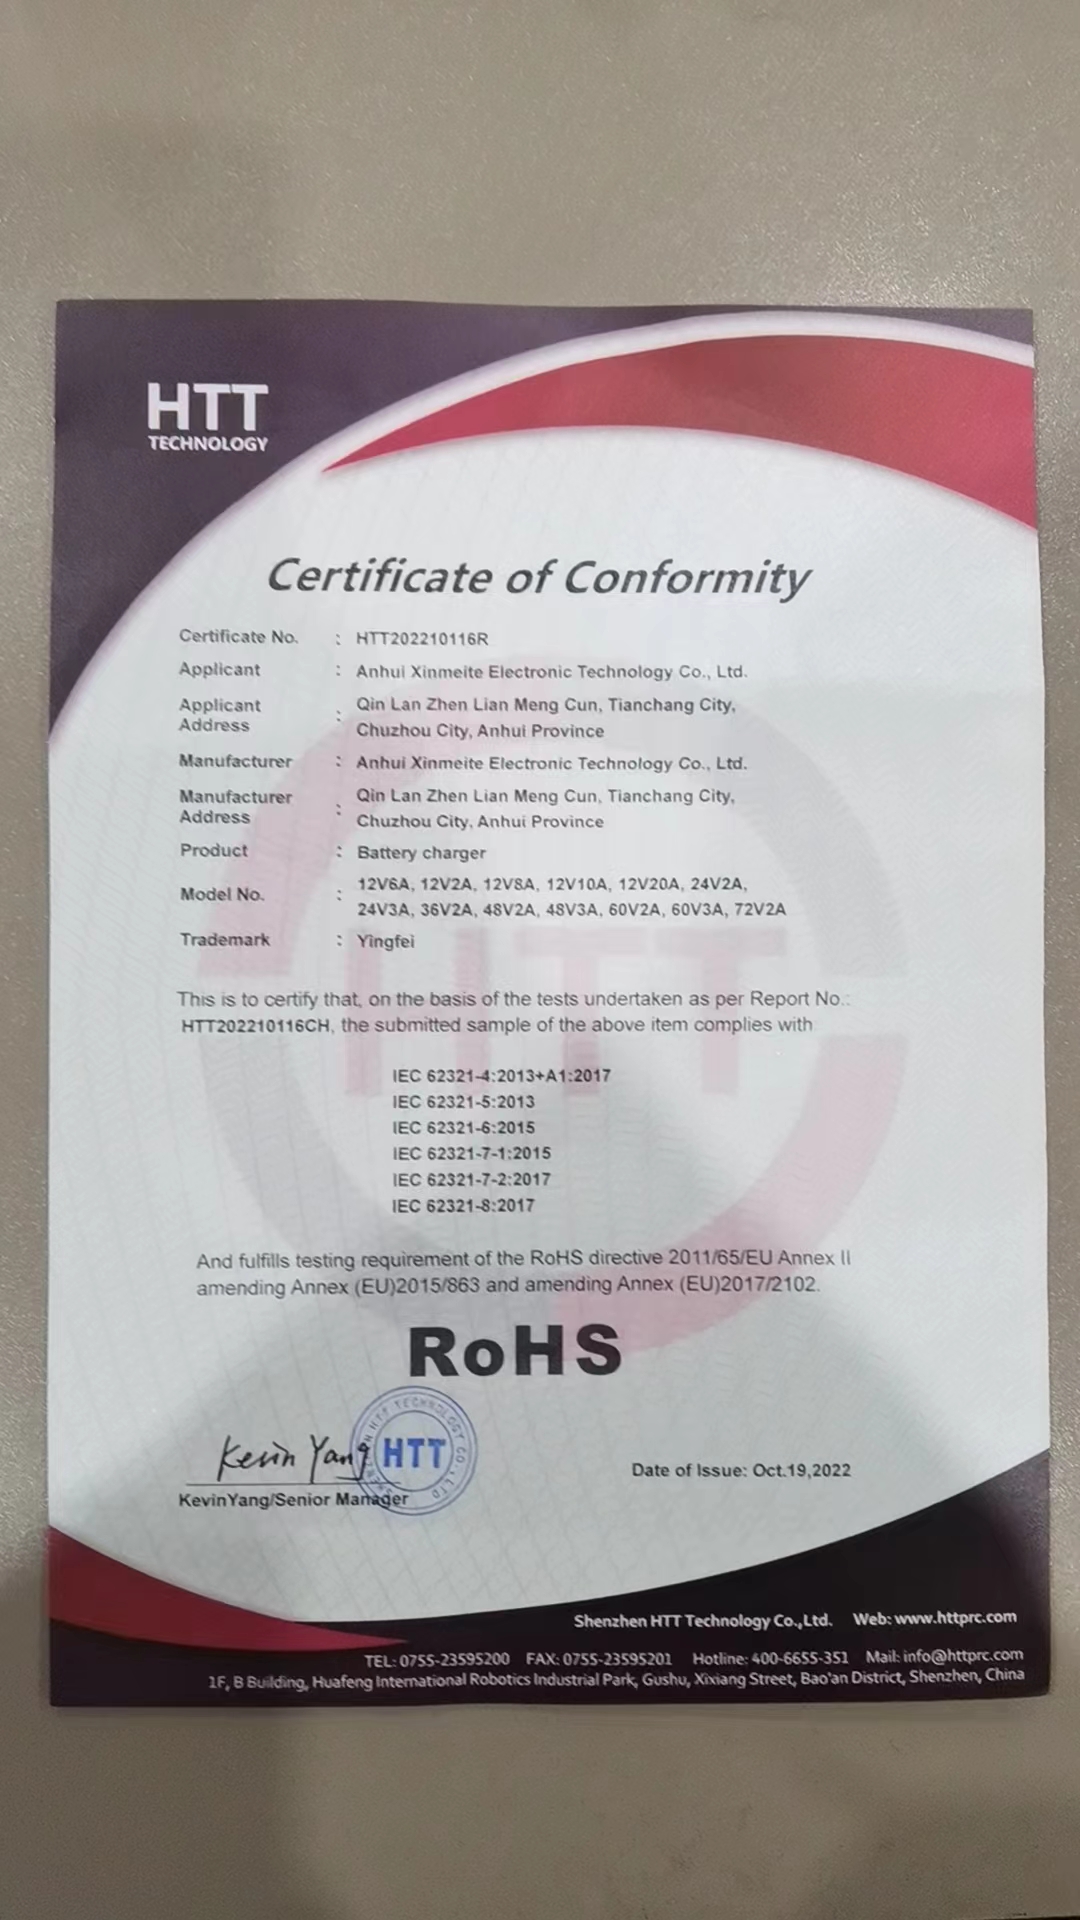 HTT
TECHNOLOGY
Certificate of Conformity
Certificate No. : HTT202210116R
Applicant : Anhui Xinmeite Electronic Technology Co., Ltd.
Applicant Address : Qin Lan Zhen Lian Meng Cun, Tianchang City,
Chuzhou City, Anhui Province
Manufacturer : Anhui Xinmeite Electronic Technology Co., Ltd.
Manufacturer Address : Qin Lan Zhen Lian Meng Cun, Tianchang City,
Chuzhou City, Anhui Province
Product : Battery charger
Model No. : 12V6A, 12V2A, 12V8A, 12V10A, 12V20A, 24V2A,
24V3A, 36V2A, 48V2A, 48V3A, 60V2A, 60V3A, 72V2A
Trademark : Yingfei
This is to certify that, on the basis of the tests undertaken as per Report No.:
HTT202210116CH, the submitted sample of the above item complies with
IEC 62321-4:2013+A1:2017
IEC 62321-5:2013
IEC 62321-6:2015
IEC 62321-7-1:2015
IEC 62321-7-2:2017
IEC 62321-8:2017
And fulfills testing requirement of the RoHS directive 2011/65/EU Annex II
amending Annex (EU)2015/863 and amending Annex (EU)2017/2102.
RoHS
Kevin Yang
SHENZHEN HTT TECHNOLOGY CO.,LTD
HTT
KevinYang/Senior Manager
Date of Issue: Oct.19,2022
Shenzhen HTT Technology Co.,Ltd. Web: www.httprc.com
TEL: 0755-23595200 FAX: 0755-23595201 Hotline: 400-6655-351 Mail: info@httprc.com
1F, B Building, Huafeng International Robotics Industrial Park, Gushu, Xixiang Street, Bao'an District, Shenzhen, China